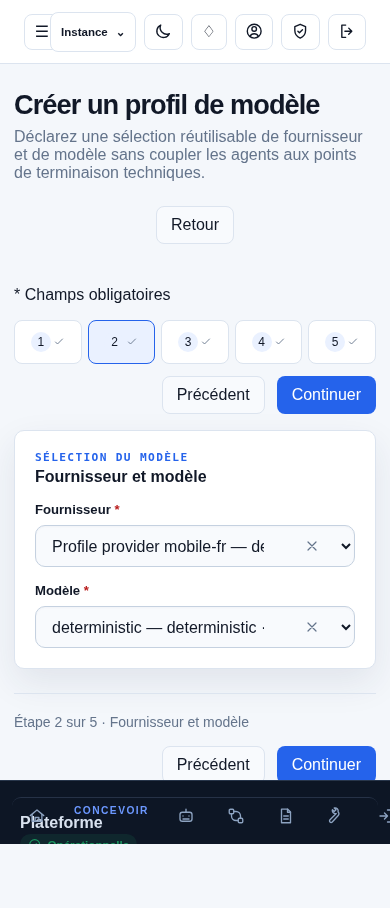 Instance
Créer un profil de modèle
Déclarez une sélection réutilisable de fournisseur
et de modèle sans coupler les agents aux points
de terminaison techniques.
Retour
* Champs obligatoires
1 2 3 4 5
Précédent Continuer
SÉLECTION DU MODÈLE
Fournisseur et modèle
Fournisseur *
Profile provider mobile-fr — de
Modèle *
deterministic — deterministic ·
Étape 2 sur 5 · Fournisseur et modèle
Précédent Continuer
CONCEVOIR
Plateforme
Opérationnelle